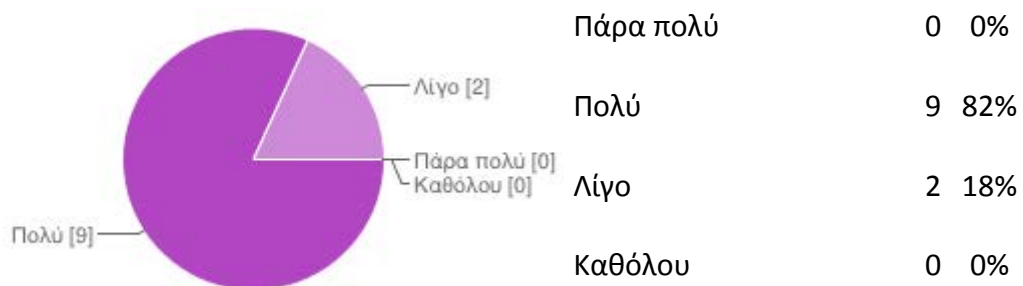 Λίγο [2]
Πάρα πολύ [0]
Καθόλου [0]
Πολύ [9]
Πάρα πολύ 0 0%
Πολύ 9 82%
Λίγο 2 18%
Καθόλου 0 0%